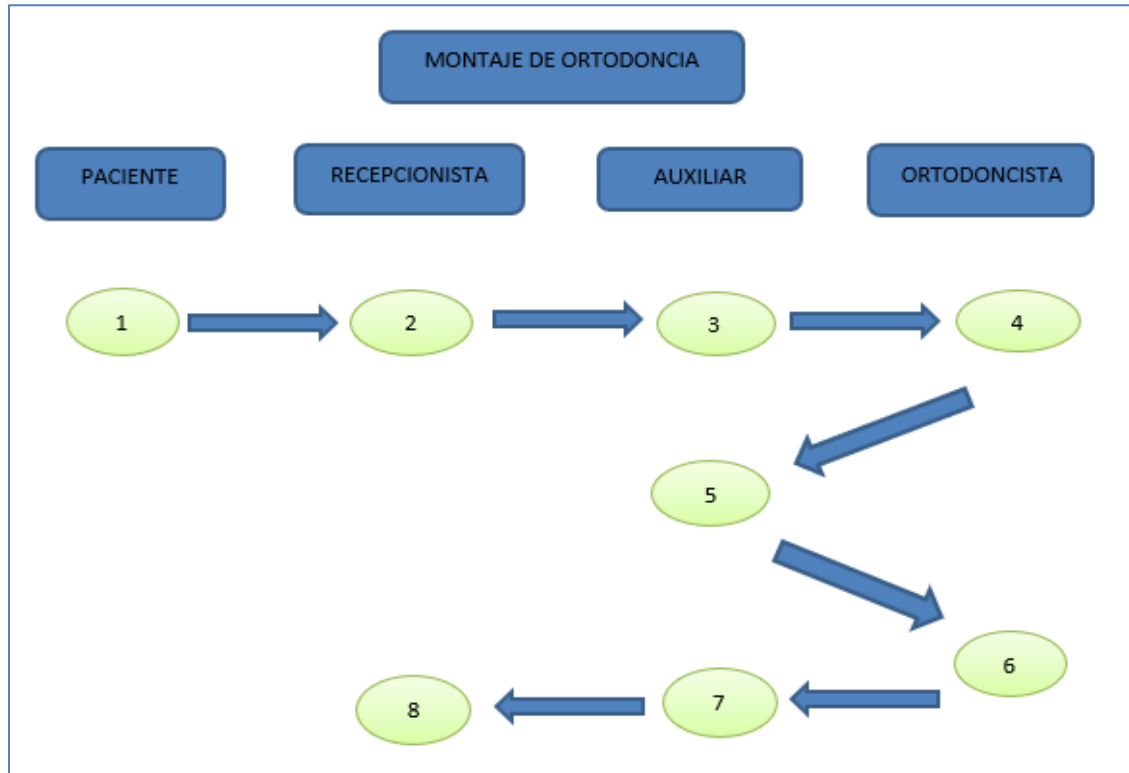 MONTAJE DE ORTODONCIA
PACIENTE
RECEPCIONISTA
AUXILIAR
ORTODONCISTA
1
2
3
4
5
6
7
8